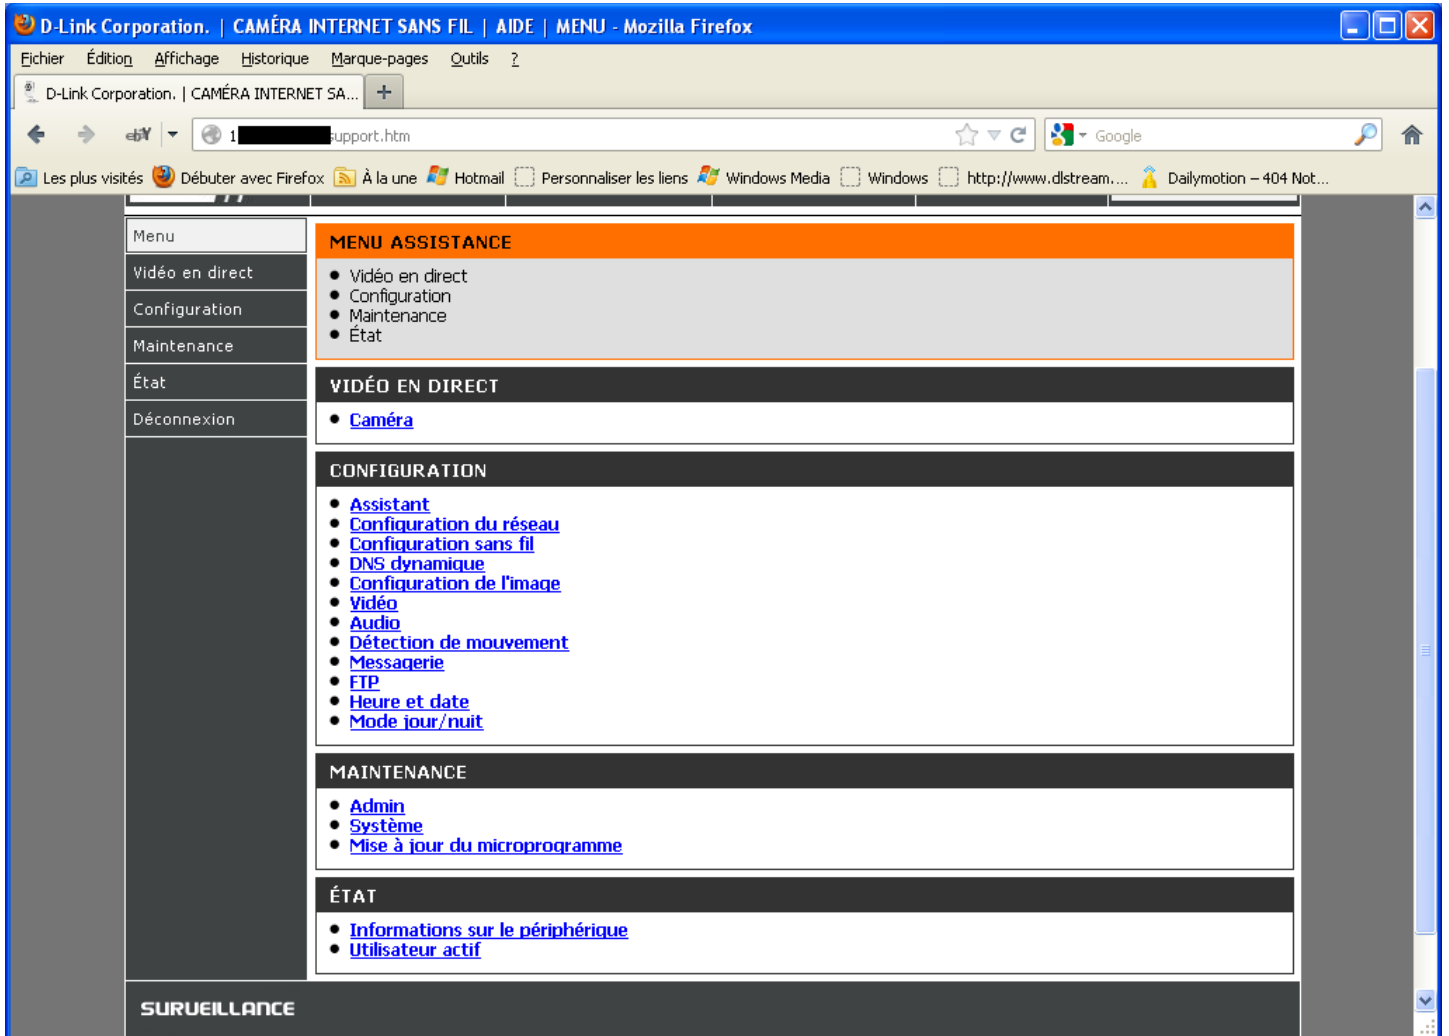 D-Link Corporation. | CAMÉRA INTERNET SANS FIL | AIDE | MENU - Mozilla Firefox
Fichier Édition Affichage Historique Marque-pages Outils ?
D-Link Corporation. | CAMÉRA INTERNET SA... +
ebY 1 support.htm Google
Les plus visités Débuter avec Firefox À la une Hotmail Personnaliser les liens Windows Media Windows http://www.dlstream.... Dailymotion – 404 Not...
Menu
Vidéo en direct
Configuration
Maintenance
État
Déconnexion
MENU ASSISTANCE
Vidéo en direct
Configuration
Maintenance
État
VIDÉO EN DIRECT
Caméra
CONFIGURATION
Assistant
Configuration du réseau
Configuration sans fil
DNS dynamique
Configuration de l'image
Vidéo
Audio
Détection de mouvement
Messagerie
FTP
Heure et date
Mode jour/nuit
MAINTENANCE
Admin
Système
Mise à jour du microprogramme
ÉTAT
Informations sur le périphérique
Utilisateur actif
SURVEILLANCE